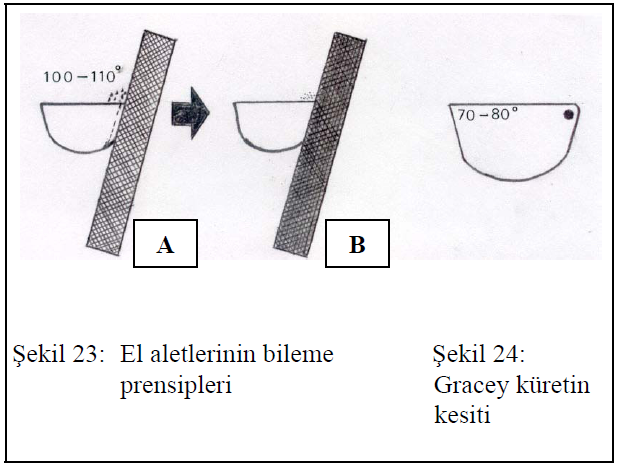 100-110°
70-80°
A
B
Şekil 23: El aletlerinin bileme
prensipleri
Şekil 24:
Gracey küretin
kesiti